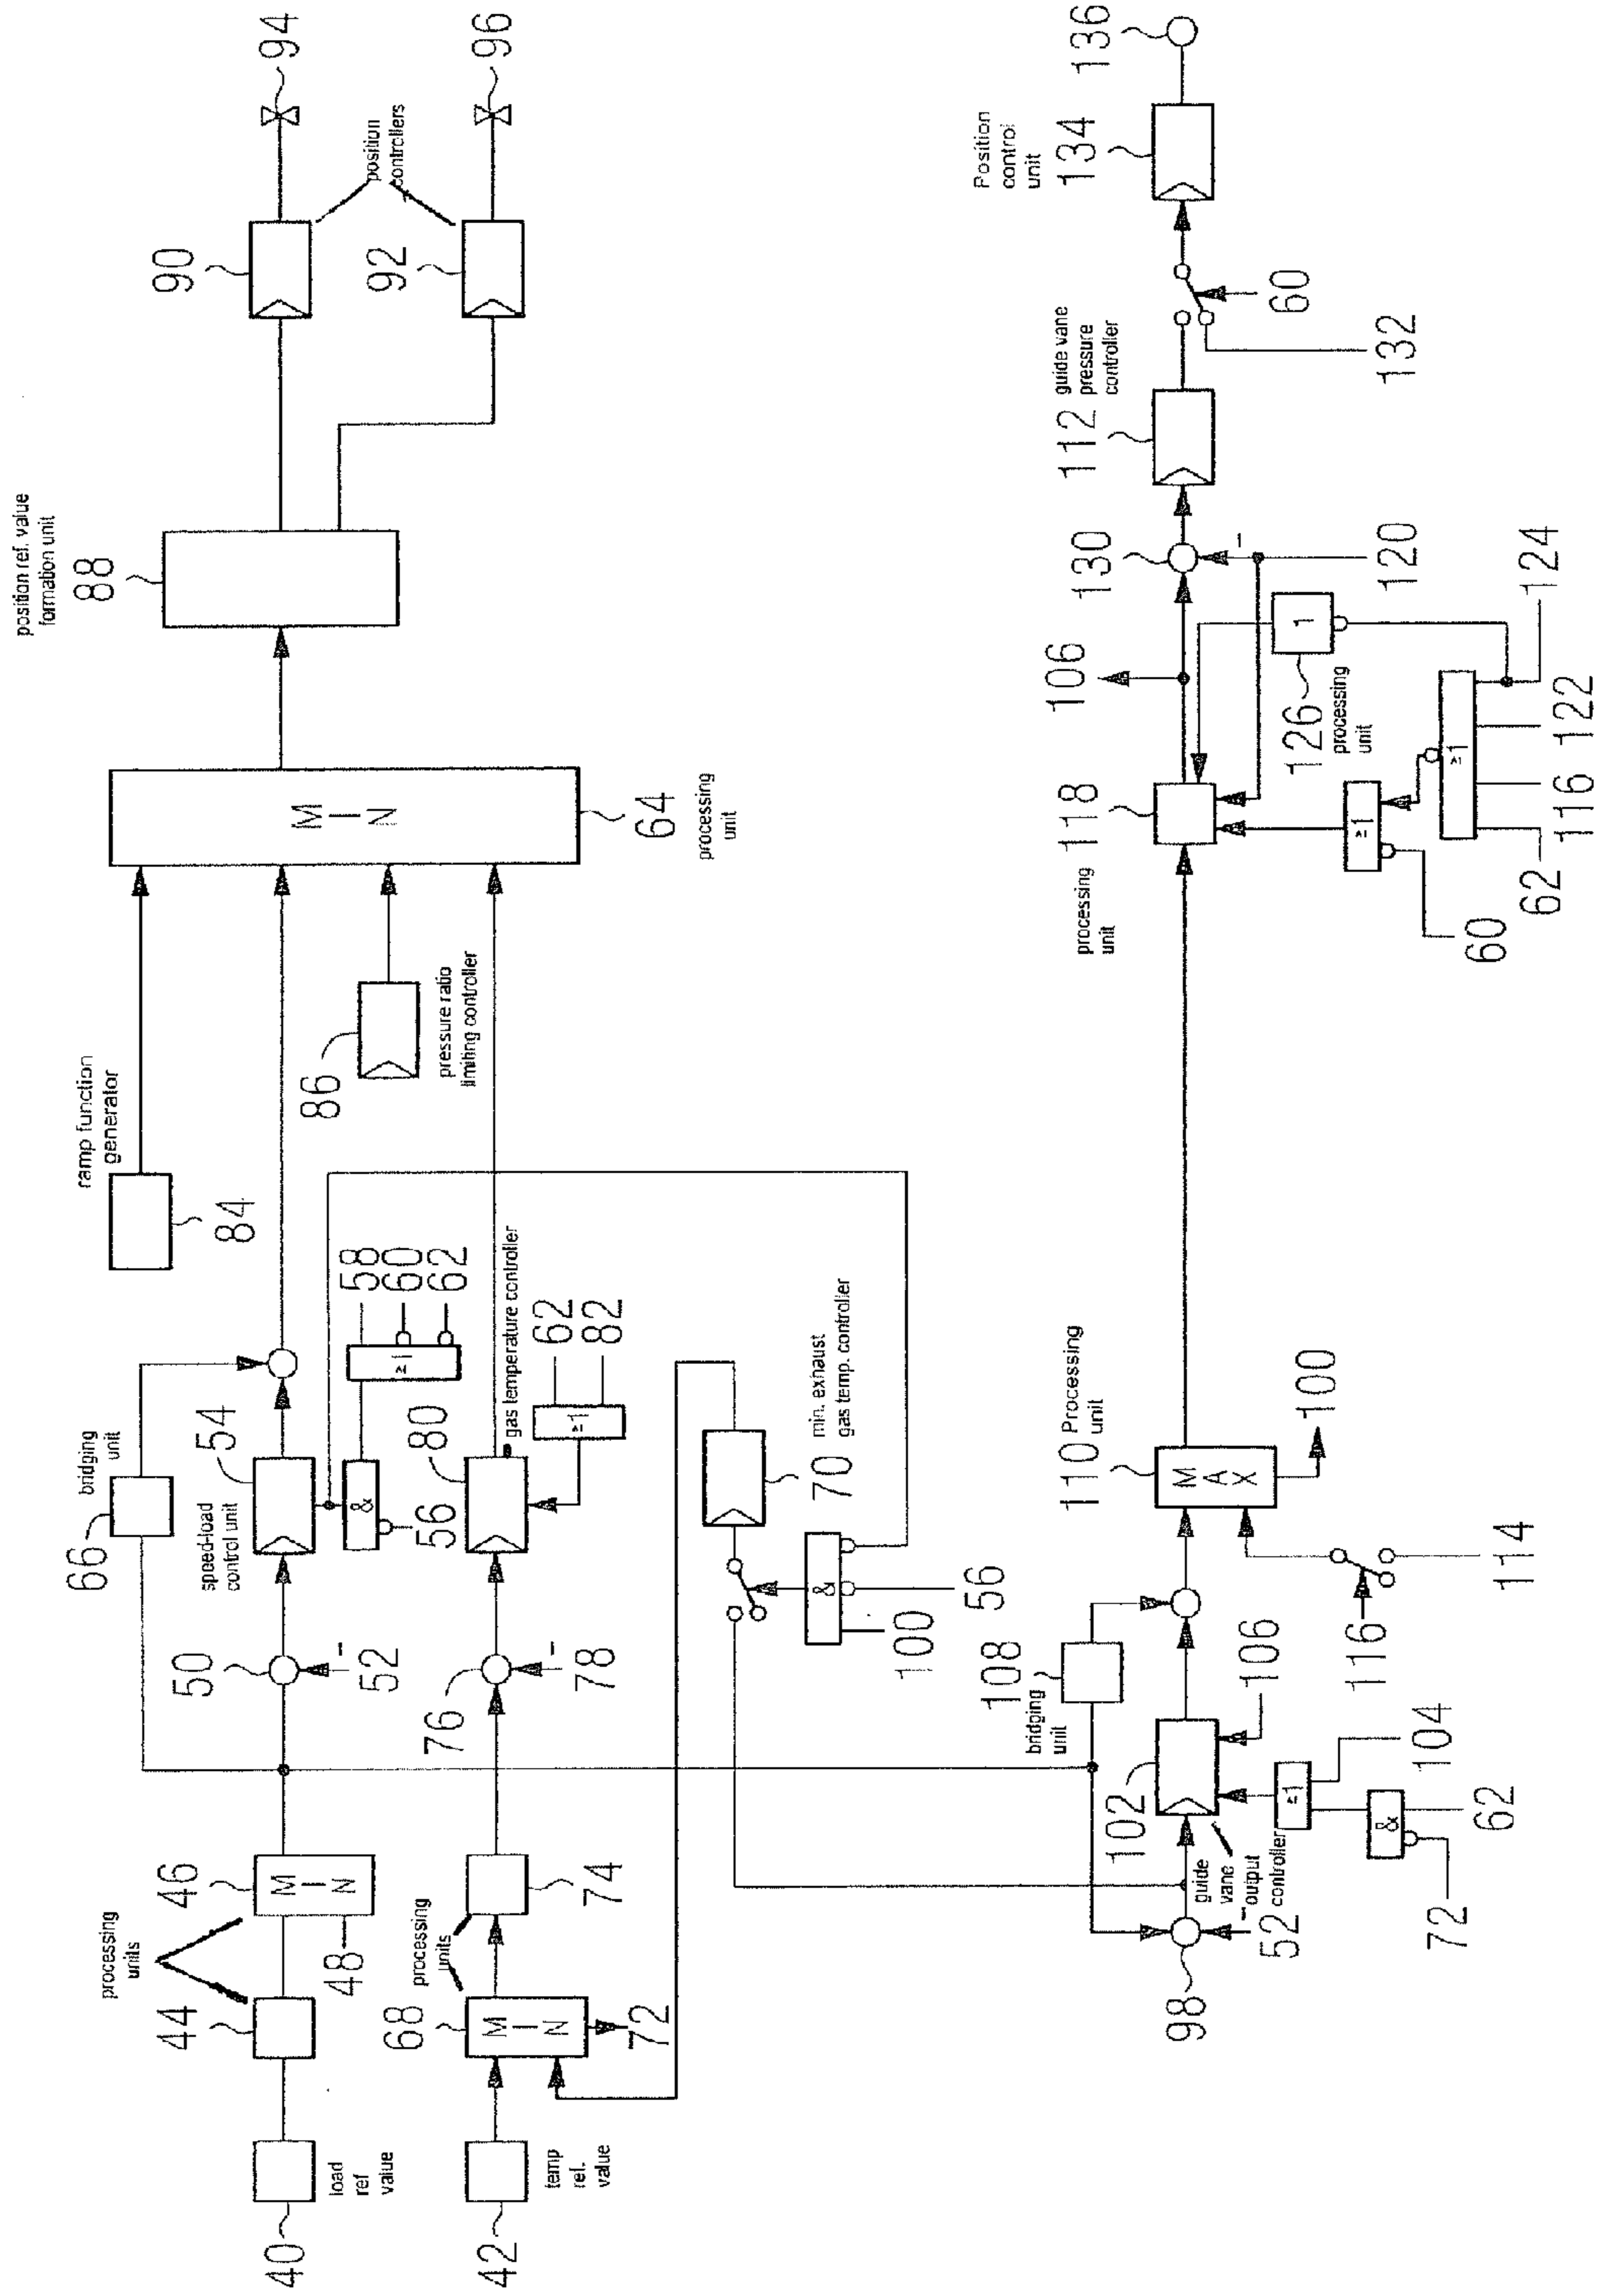 94
96
90
position
controllers
92
position ref. value
formation unit
88
M
I
N
64
processing
unit
ramp function
generator
84
86
pressure ratio
limiting controller
bridging
unit
66
54
speed-load
control unit
&
56
≥1
58
60
62
gas temperature controller
80
≥1
62
82
50
52
76
78
46
M
I
N
48
processing
units
44
74
processing
units
68
M
I
N
72
40
load
ref
value
42
temp
ref.
value
70
min. exhaust
gas temp. controller
&
100
56
136
Position
control
unit
134
60
132
112
guide vane
pressure
controller
130
120
106
1
126
processing
unit
118
processing
unit
≥1
≥1
60
62
116
122
124
110
Processing
unit
M
A
X
100
114
116
108
bridging
unit
106
102
guide
vane
output
controller
≥1
104
&
62
72
52
98